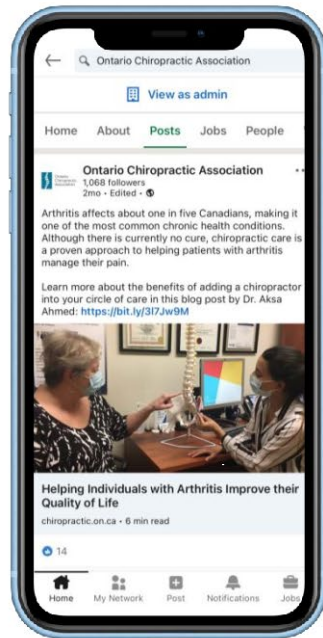 Ontario Chiropractic Association
View as admin
Home About Posts Jobs People
Ontario Chiropractic Association
1,068 followers
2mo • Edited •
Arthritis affects about one in five Canadians, making it
one of the most common chronic health conditions.
Although there is currently no cure, chiropractic care is
a proven approach to helping patients with arthritis
manage their pain.
Learn more about the benefits of adding a chiropractor
into your circle of care in this blog post by Dr. Aksa
Ahmed: https://bit.ly/3l7Jw9M
Helping Individuals with Arthritis Improve their
Quality of Life
chiropractic.on.ca • 6 min read
14
Home My Network Post Notifications Jobs